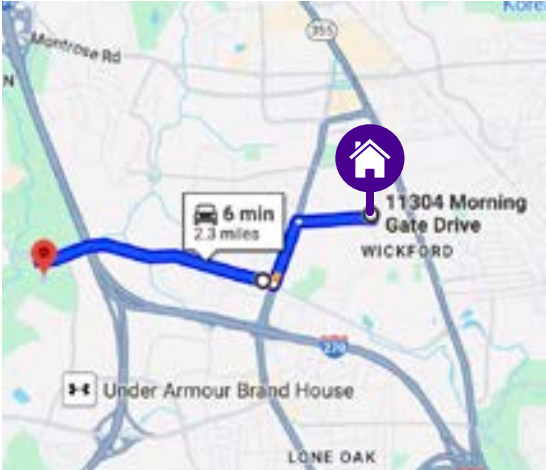 Kore
355
Montrose Rd
N
6 min
2.3 miles
11304 Morning
Gate Drive
WICKFORD
270
Under Armour Brand House
LONE OAK